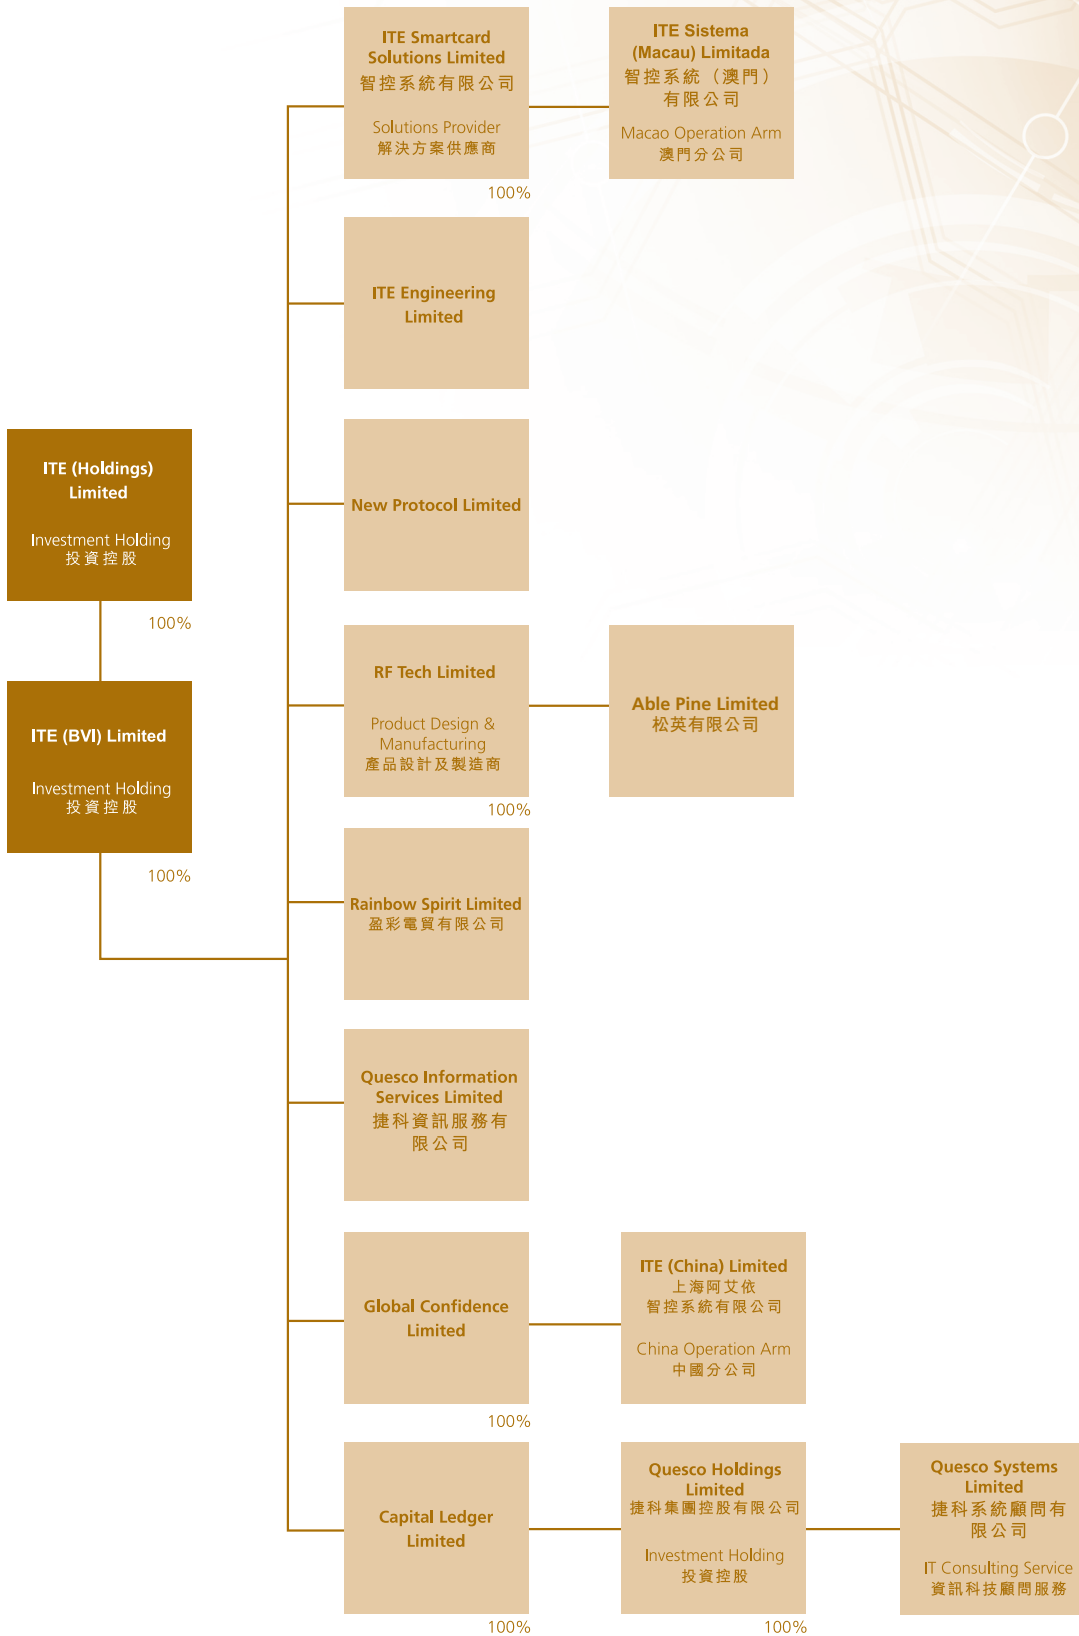 ITE (Holdings)
Limited
Investment Holding
投資控股
100%
ITE (BVI) Limited
Investment Holding
投資控股
100%
ITE Smartcard
Solutions Limited
智控系統有限公司
Solutions Provider
解決方案供應商
100%
ITE Sistema
(Macau) Limitada
智控系統（澳門）
有限公司
Macao Operation Arm
澳門分公司
ITE Engineering
Limited
New Protocol Limited
RF Tech Limited
Product Design &
Manufacturing
產品設計及製造商
100%
Able Pine Limited
松英有限公司
Rainbow Spirit Limited
盈彩電貿有限公司
Quesco Information
Services Limited
捷科資訊服務有
限公司
Global Confidence
Limited
100%
ITE (China) Limited
上海阿艾依
智控系統有限公司
China Operation Arm
中國分公司
Capital Ledger
Limited
100%
Quesco Holdings
Limited
捷科集團控股有限公司
Investment Holding
投資控股
100%
Quesco Systems
Limited
捷科系統顧問有
限公司
IT Consulting Service
資訊科技顧問服務